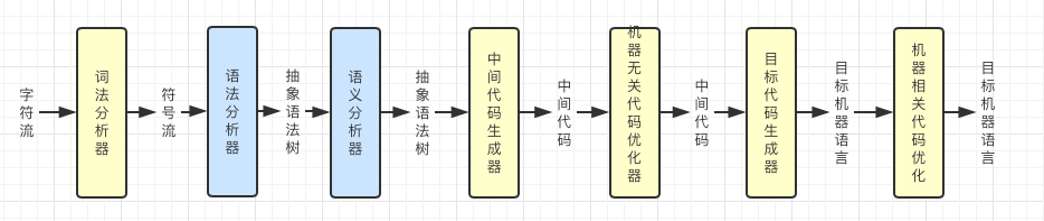 字符流
词法分析器
符号流
语法分析器
抽象语法树
语义分析器
抽象语法树
中间代码生成器
中间代码
机器无关代码优化器
中间代码
目标代码生成器
目标机器语言
机器相关代码优化
目标机器语言